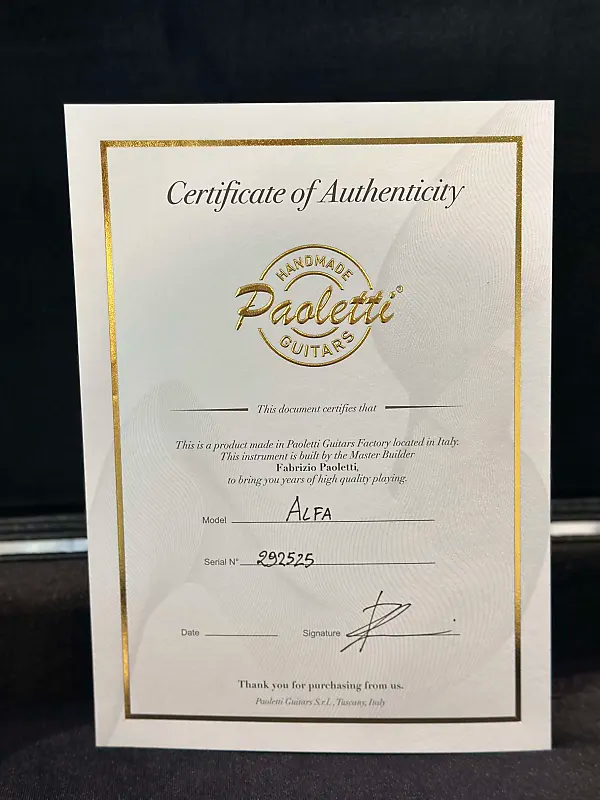 Certificate of Authenticity
HANDMADE
Paoletti®
GUITARS
This document certifies that
This is a product made in Paoletti Guitars Factory located in Italy.
This instrument is built by the Master Builder
Fabrizio Paoletti,
to bring you years of high quality playing.
Model ALFA
Serial N° 292525
Date Signature
Thank you for purchasing from us.
Paoletti Guitars S.r.l., Tuscany, Italy